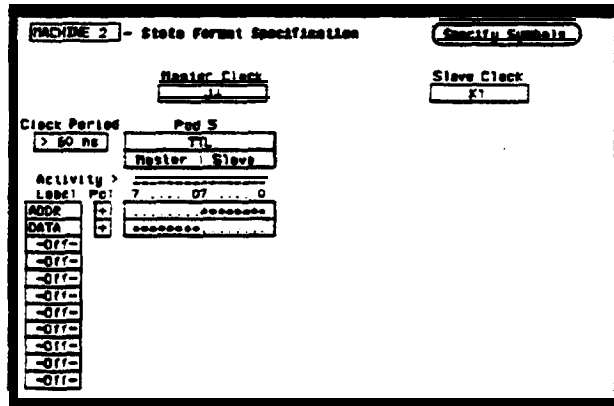 MACHINE 2 - State Format Specification Specify Symbols
Master Clock Slave Clock
J↓ K↑
Clock Period Pod 5
> 60 ns TTL
Master | Slave
Activity >
Label Pol 7 .... 07 .... 0
ADDR + ........********
DATA + ********........
-Off-
-Off-
-Off-
-Off-
-Off-
-Off-
-Off-
-Off-
-Off-